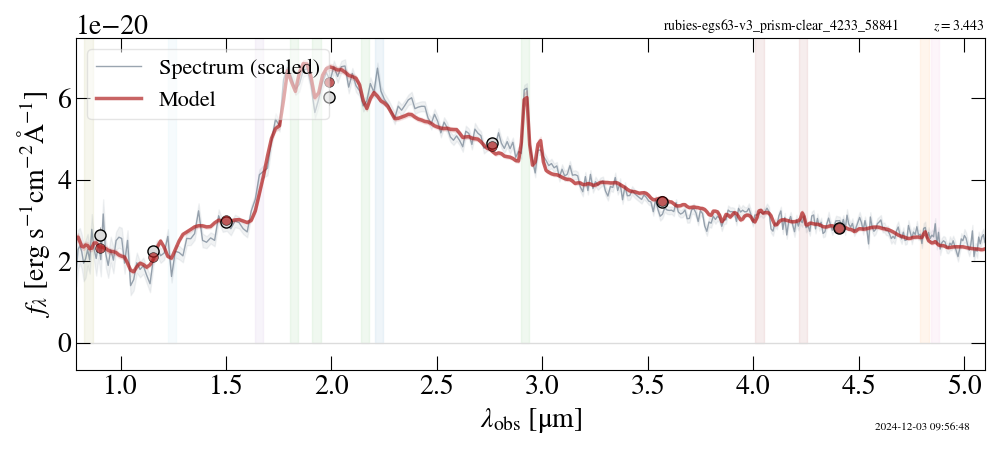 1e−20
rubies-egs63-v3_prism-clear_4233_58841 z = 3.443
Spectrum (scaled)
Model
6
4
2
0
fλ [erg s⁻¹cm⁻²Å⁻¹]
1.0 1.5 2.0 2.5 3.0 3.5 4.0 4.5 5.0
λobs [μm]
2024-12-03 09:56:48